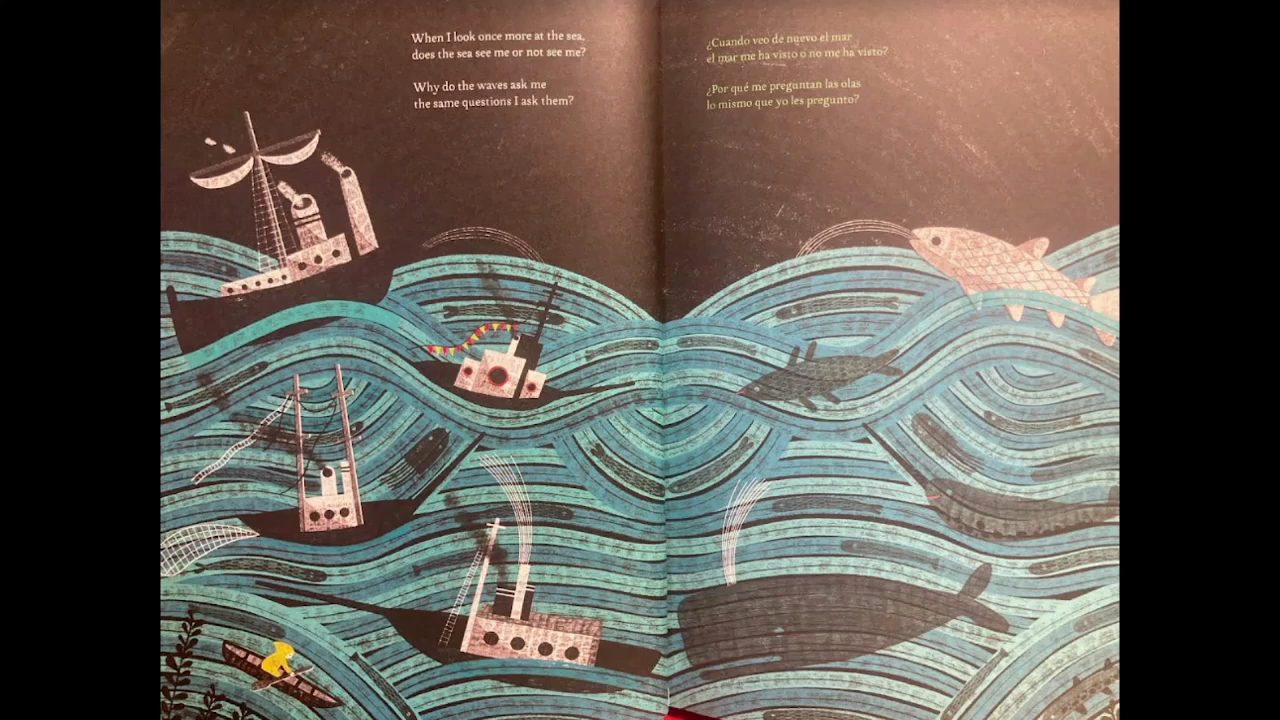 When I look once more at the sea,
does the sea see me or not see me?
Why do the waves ask me
the same questions I ask them?
¿Cuando veo de nuevo el mar
el mar me ha visto o no me ha visto?
¿Por qué me preguntan las olas
lo mismo que yo les pregunto?